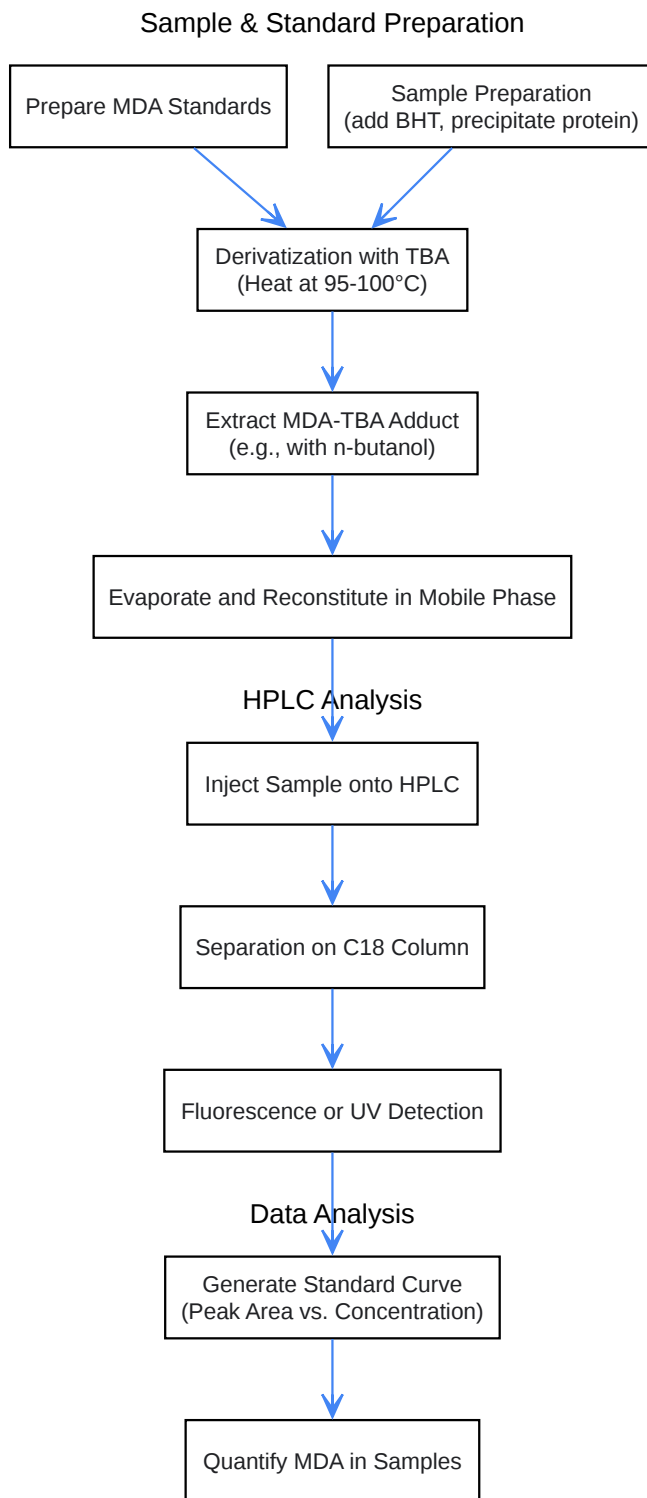 Sample & Standard Preparation
Prepare MDA Standards
Sample Preparation
(add BHT, precipitate protein)
Derivatization with TBA
(Heat at 95-100°C)
Extract MDA-TBA Adduct
(e.g., with n-butanol)
Evaporate and Reconstitute in Mobile Phase
HPLC Analysis
Inject Sample onto HPLC
Separation on C18 Column
Fluorescence or UV Detection
Data Analysis
Generate Standard Curve
(Peak Area vs. Concentration)
Quantify MDA in Samples